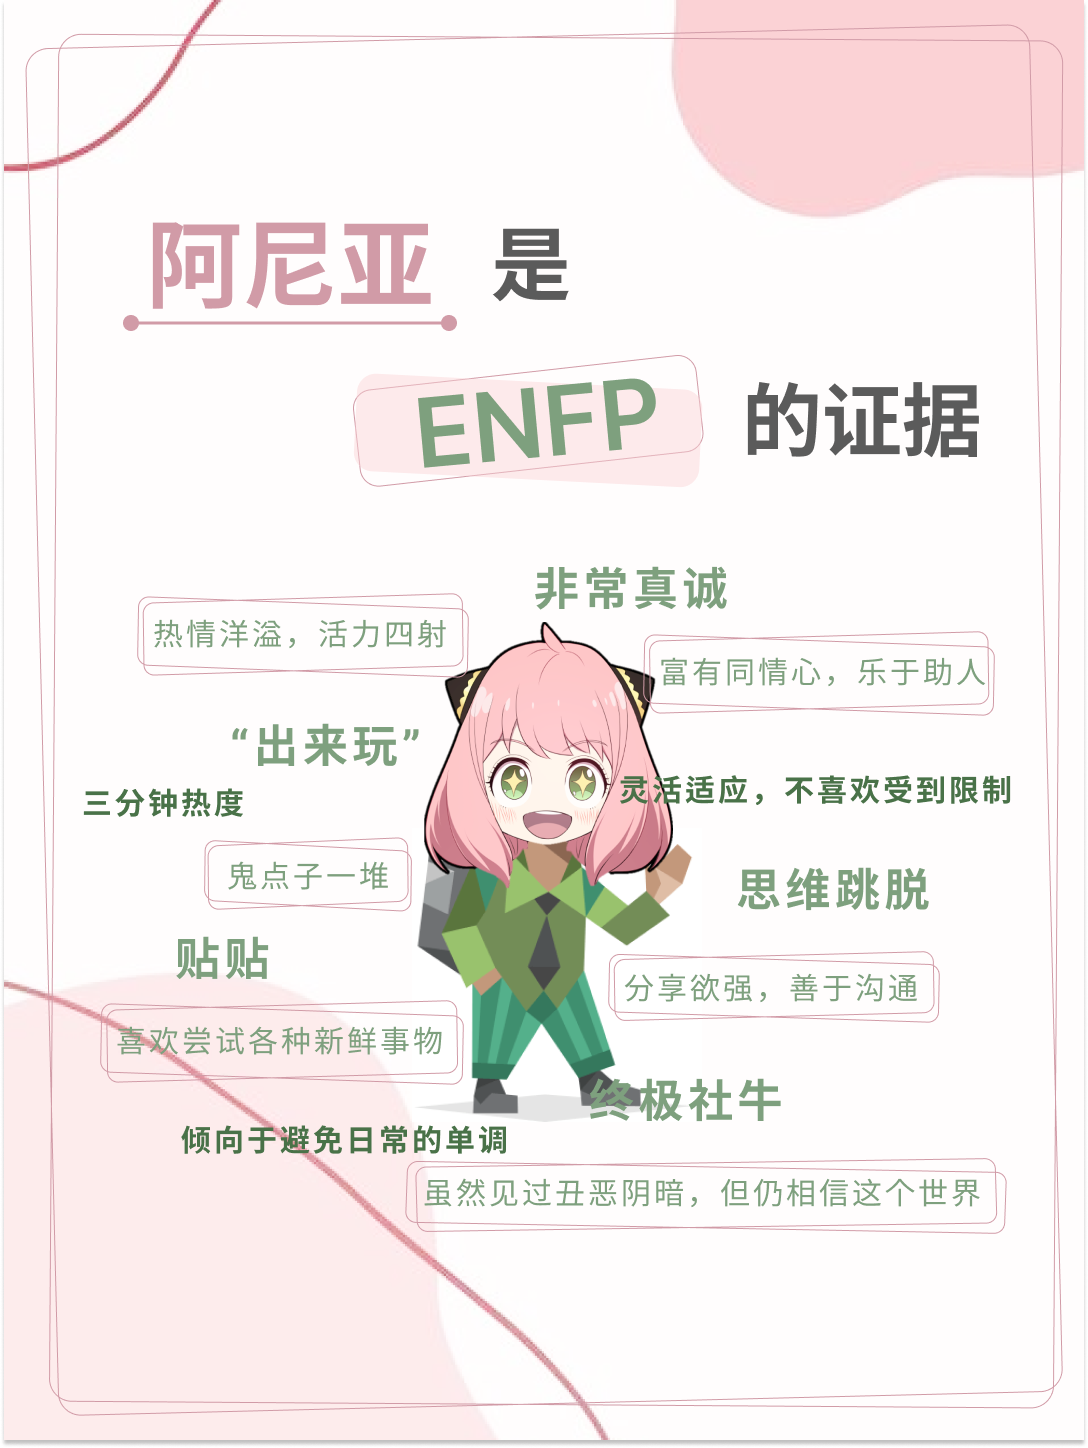 阿尼亚 是
ENFP 的证据
非常真诚
热情洋溢，活力四射
富有同情心，乐于助人
“出来玩”
三分钟热度
灵活适应，不喜欢受到限制
鬼点子一堆
思维跳脱
贴贴
分享欲强，善于沟通
喜欢尝试各种新鲜事物
终极社牛
倾向于避免日常的单调
虽然见过丑恶阴暗，但仍相信这个世界